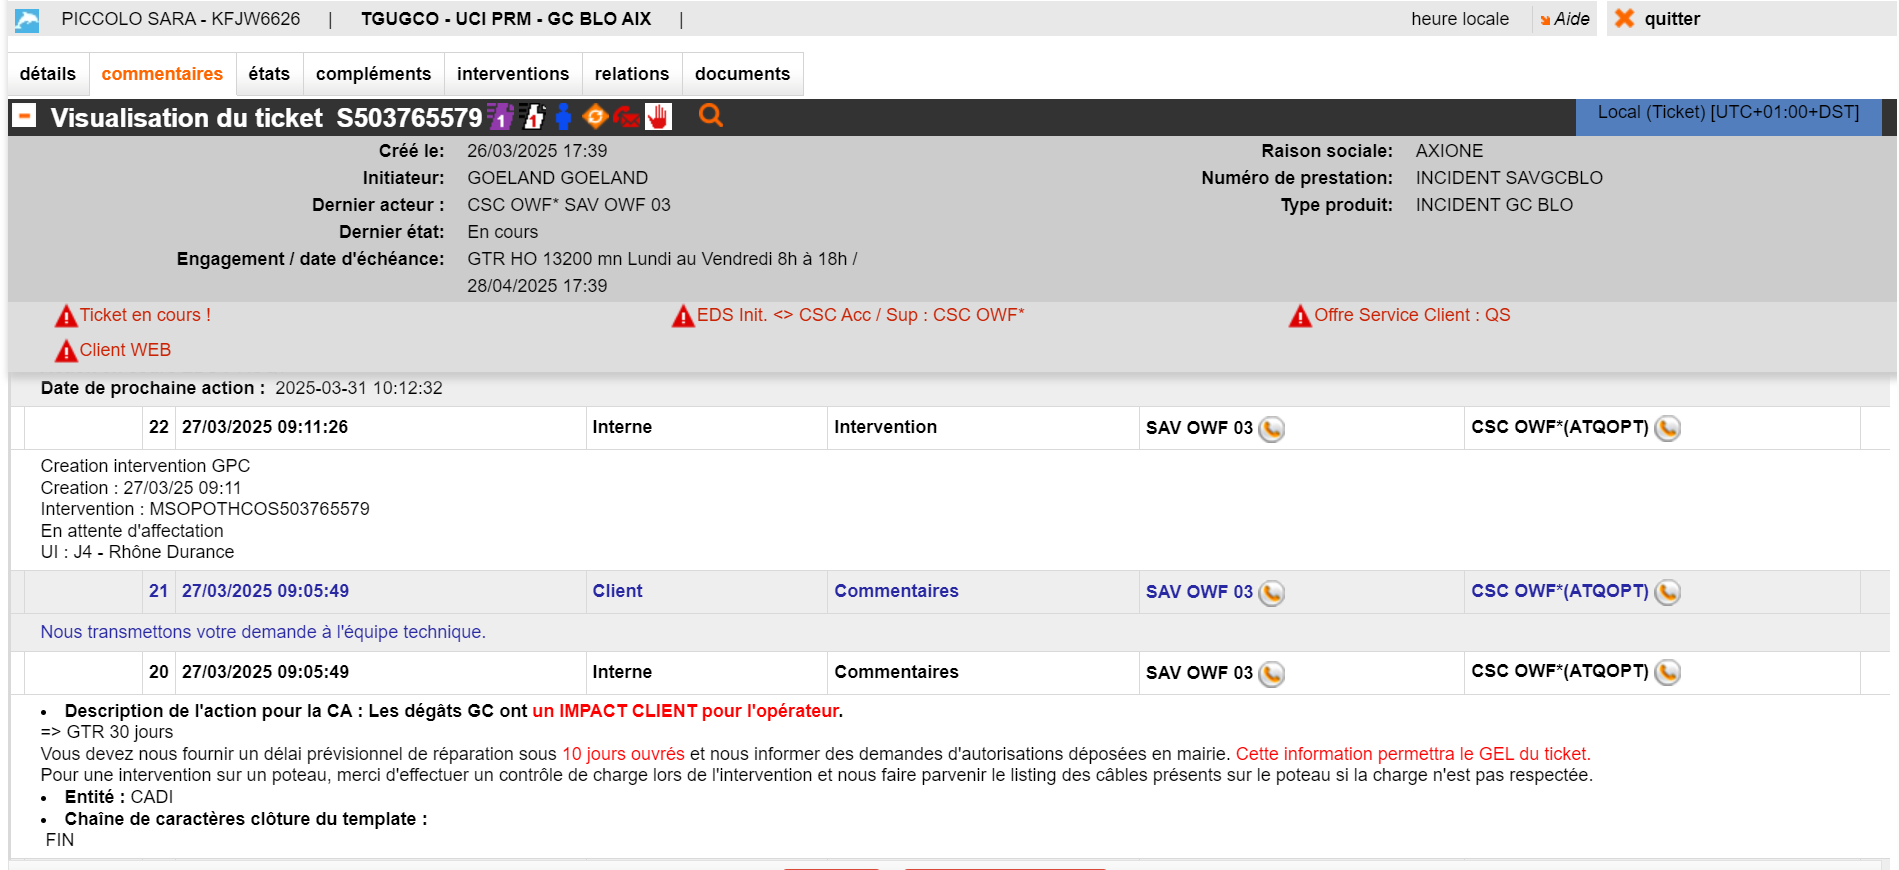 PICCOLO SARA - KFJW6626 | TGUGCO - UCI PRM - GC BLO AIX | heure locale Aide quitter
détails commentaires états compléments interventions relations documents
Visualisation du ticket S503765579 1 1 Local (Ticket) [UTC+01:00+DST]
Créé le: 26/03/2025 17:39 Raison sociale: AXIONE
Initiateur: GOELAND GOELAND Numéro de prestation: INCIDENT SAVGCBLO
Dernier acteur : CSC OWF* SAV OWF 03 Type produit: INCIDENT GC BLO
Dernier état: En cours
Engagement / date d'échéance: GTR HO 13200 mn Lundi au Vendredi 8h à 18h /
28/04/2025 17:39
Ticket en cours ! EDS Init. <> CSC Acc / Sup : CSC OWF* Offre Service Client : QS
Client WEB
Date de prochaine action : 2025-03-31 10:12:32
22 27/03/2025 09:11:26 Interne Intervention SAV OWF 03 CSC OWF*(ATQOPT)
Creation intervention GPC
Creation : 27/03/25 09:11
Intervention : MSOPOTHCOS503765579
En attente d'affectation
UI : J4 - Rhône Durance
21 27/03/2025 09:05:49 Client Commentaires SAV OWF 03 CSC OWF*(ATQOPT)
Nous transmettons votre demande à l'équipe technique.
20 27/03/2025 09:05:49 Interne Commentaires SAV OWF 03 CSC OWF*(ATQOPT)
• Description de l'action pour la CA : Les dégâts GC ont un IMPACT CLIENT pour l'opérateur.
=> GTR 30 jours
Vous devez nous fournir un délai prévisionnel de réparation sous 10 jours ouvrés et nous informer des demandes d'autorisations déposées en mairie. Cette information permettra le GEL du ticket.
Pour une intervention sur un poteau, merci d'effectuer un contrôle de charge lors de l'intervention et nous faire parvenir le listing des câbles présents sur le poteau si la charge n'est pas respectée.
• Entité : CADI
• Chaîne de caractères clôture du template :
FIN